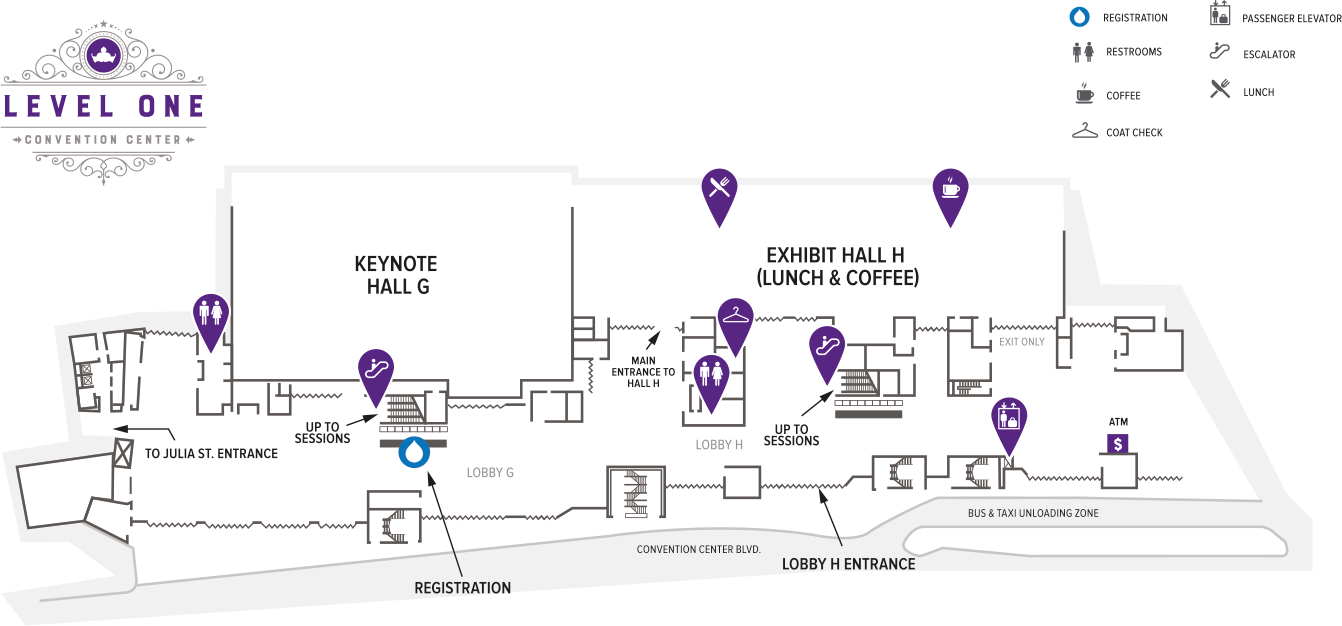 REGISTRATION
PASSENGER ELEVATOR
RESTROOMS
ESCALATOR
COFFEE
LUNCH
COAT CHECK
LEVEL ONE
CONVENTION CENTER
KEYNOTE
HALL G
EXHIBIT HALL H
(LUNCH & COFFEE)
EXIT ONLY
MAIN
ENTRANCE TO
HALL H
UP TO
SESSIONS
UP TO
SESSIONS
ATM
$
TO JULIA ST. ENTRANCE
LOBBY H
LOBBY G
BUS & TAXI UNLOADING ZONE
CONVENTION CENTER BLVD.
LOBBY H ENTRANCE
REGISTRATION